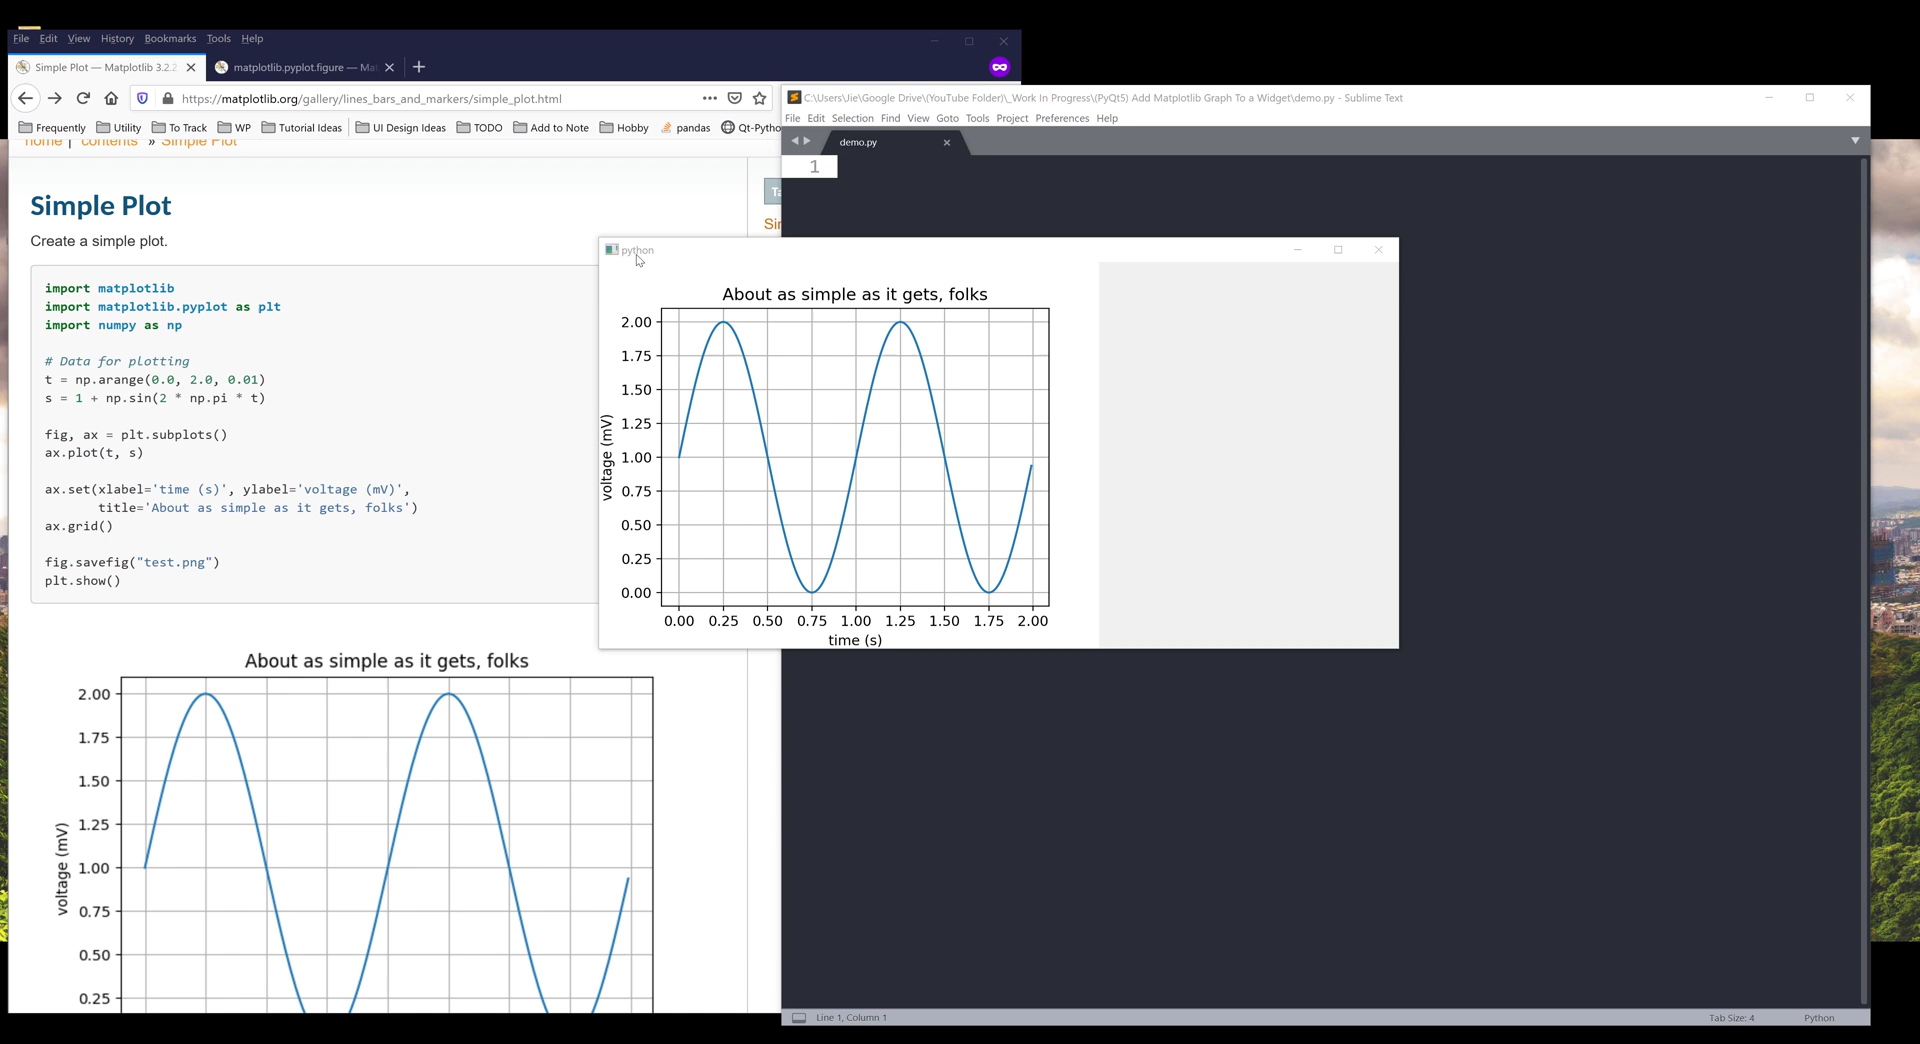 File Edit View History Bookmarks Tools Help
Simple Plot — Matplotlib 3.2.2
matplotlib.pyplot.figure — Ma
https://matplotlib.org/gallery/lines_bars_and_markers/simple_plot.html
Frequently Utility To Track WP Tutorial Ideas UI Design Ideas TODO Add to Note Hobby pandas Qt-Pytho
home | contents » Simple Plot
Simple Plot
Create a simple plot.
import matplotlib
import matplotlib.pyplot as plt
import numpy as np
# Data for plotting
t = np.arange(0.0, 2.0, 0.01)
s = 1 + np.sin(2 * np.pi * t)
fig, ax = plt.subplots()
ax.plot(t, s)
ax.set(xlabel='time (s)', ylabel='voltage (mV)',
title='About as simple as it gets, folks')
ax.grid()
fig.savefig("test.png")
plt.show()
About as simple as it gets, folks
2.00
1.75
1.50
1.25
1.00
0.75
0.50
0.25
voltage (mV)
C:\Users\Jie\Google Drive\(YouTube Folder)\_Work In Progress\(PyQt5) Add Matplotlib Graph To a Widget\demo.py - Sublime Text
File Edit Selection Find View Goto Tools Project Preferences Help
demo.py
1
python
About as simple as it gets, folks
2.00
1.75
1.50
1.25
1.00
0.75
0.50
0.25
0.00
voltage (mV)
0.00 0.25 0.50 0.75 1.00 1.25 1.50 1.75 2.00
time (s)
Line 1, Column 1
Tab Size: 4
Python